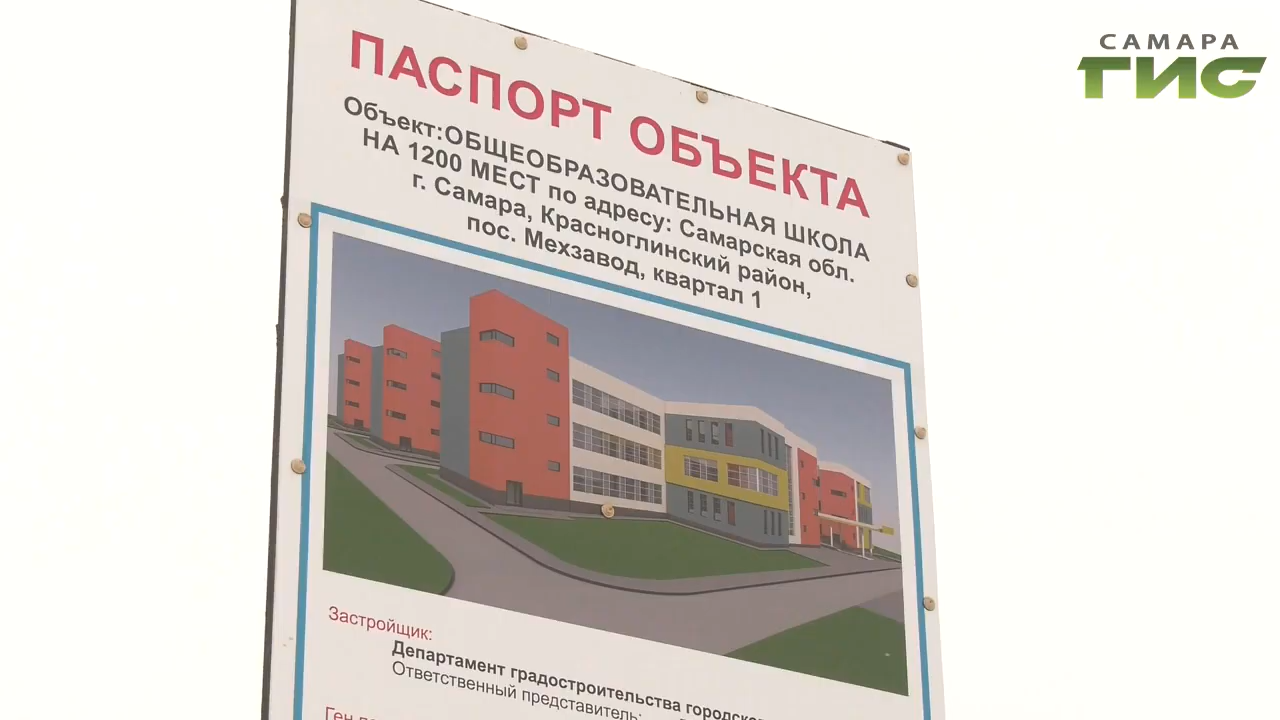 САМАРА
ГИС
ПАСПОРТ ОБЪЕКТА
Объект:ОБЩЕОБРАЗОВАТЕЛЬНАЯ ШКОЛА
НА 1200 МЕСТ по адресу: Самарская обл.
г. Самара, Красноглинский район,
пос. Мехзавод, квартал 1
Застройщик:
Департамент градостроительства
Ответственный представитель: